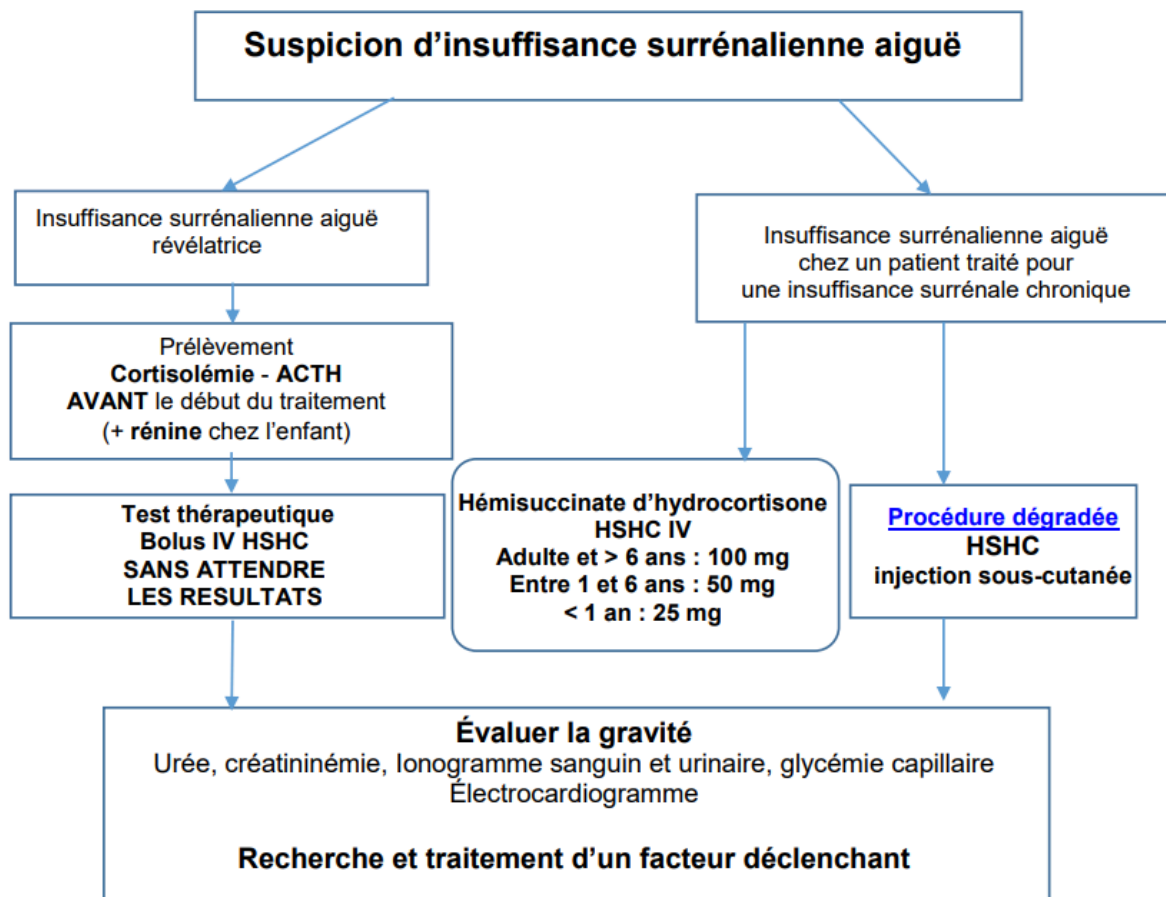 Suspicion d'insuffisance surrénalienne aiguë
Insuffisance surrénalienne aiguë
révélatrice
Insuffisance surrénalienne aiguë
chez un patient traité pour
une insuffisance surrénale chronique
Prélèvement
Cortisolémie - ACTH
AVANT le début du traitement
(+ rénine chez l'enfant)
Test thérapeutique
Bolus IV HSHC
SANS ATTENDRE
LES RESULTATS
Hémisuccinate d'hydrocortisone
HSHC IV
Adulte et > 6 ans : 100 mg
Entre 1 et 6 ans : 50 mg
< 1 an : 25 mg
Procédure dégradée
HSHC
injection sous-cutanée
Évaluer la gravité
Urée, créatininémie, Ionogramme sanguin et urinaire, glycémie capillaire
Électrocardiogramme
Recherche et traitement d'un facteur déclenchant